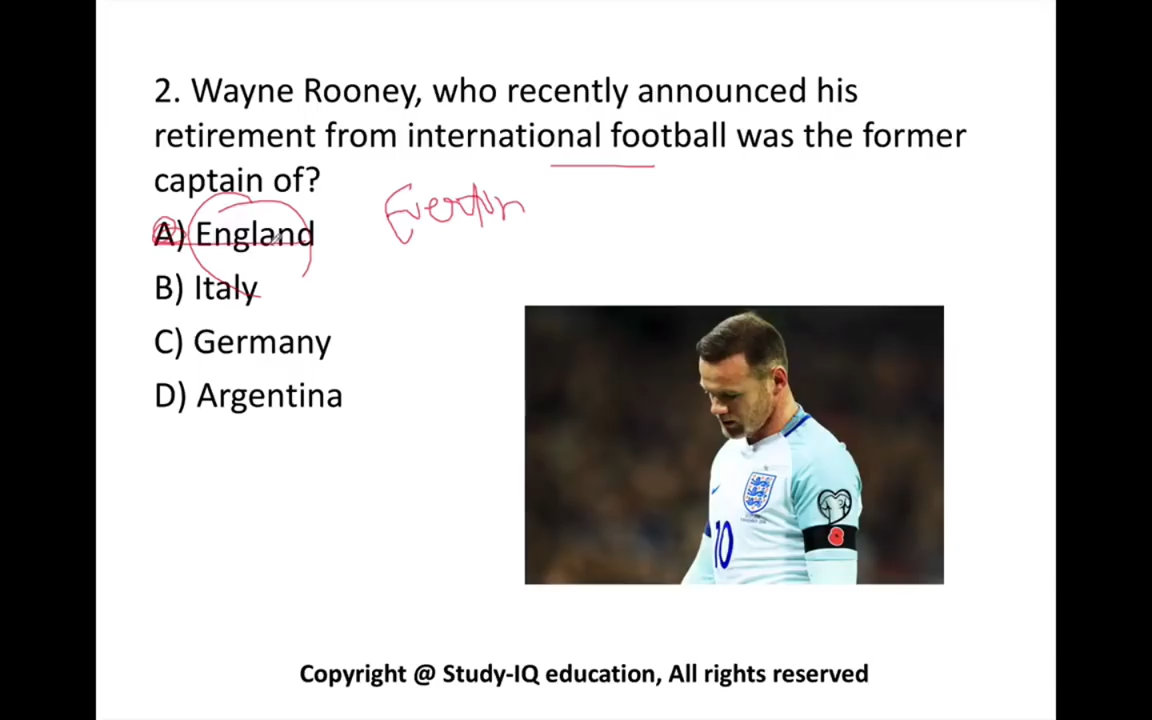 2. Wayne Rooney, who recently announced his
retirement from international football was the former
captain of?
A) England
Everton
B) Italy
C) Germany
D) Argentina
10
Copyright @ Study-IQ education, All rights reserved